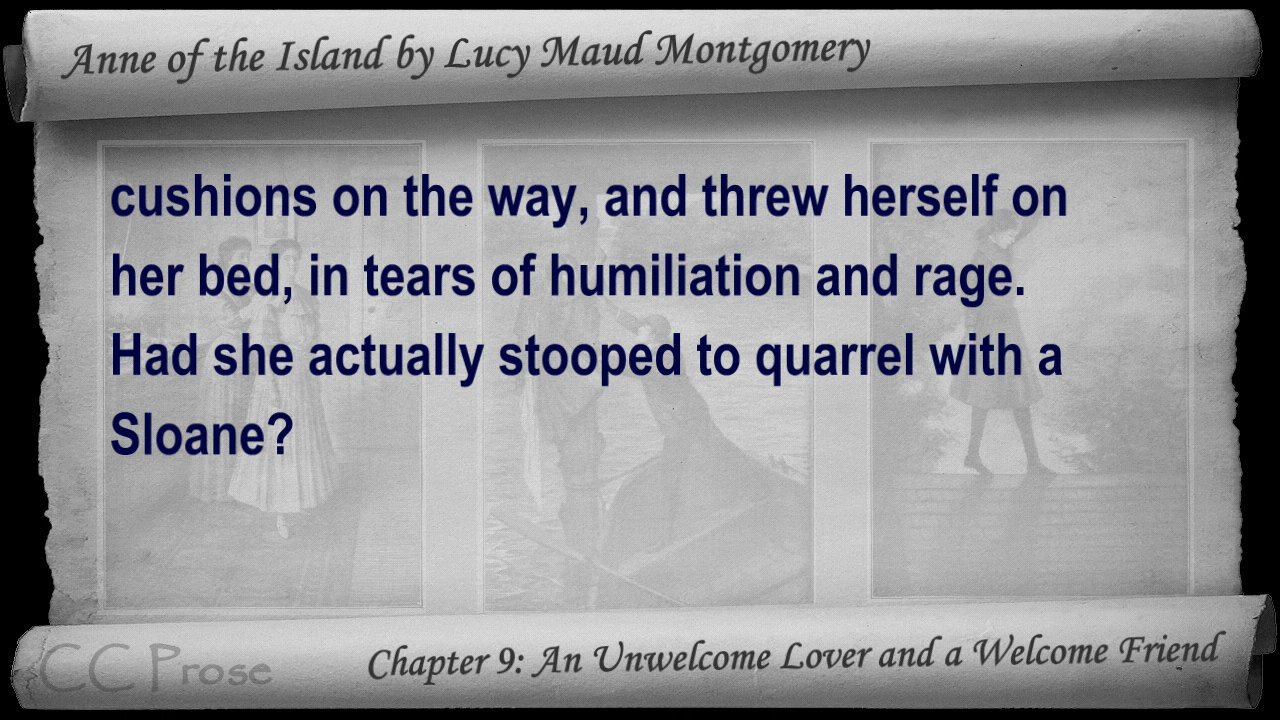 Anne of the Island by Lucy Maud Montgomery
cushions on the way, and threw herself on
her bed, in tears of humiliation and rage.
Had she actually stooped to quarrel with a
Sloane?
CC Prose
Chapter 9: An Unwelcome Lover and a Welcome Friend